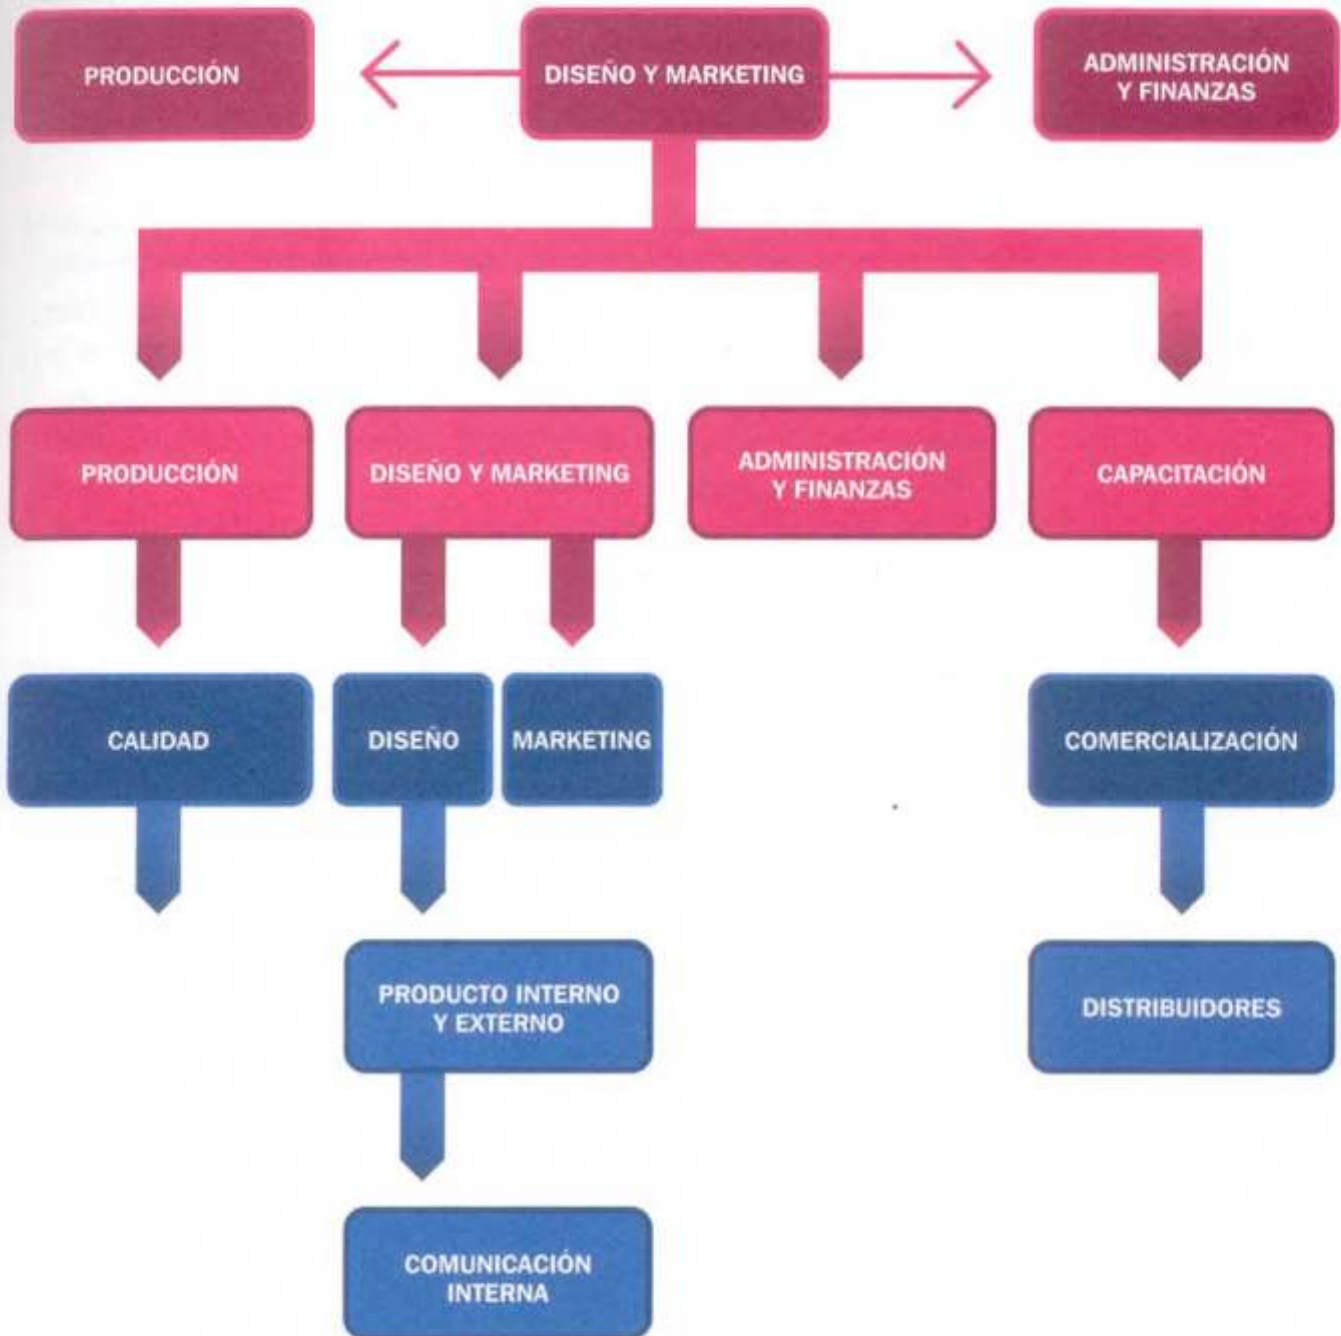 PRODUCCIÓN
DISEÑO Y MARKETING
ADMINISTRACIÓN
Y FINANZAS
PRODUCCIÓN
DISEÑO Y MARKETING
ADMINISTRACIÓN
Y FINANZAS
CAPACITACIÓN
CALIDAD
DISEÑO
MARKETING
COMERCIALIZACIÓN
PRODUCTO INTERNO
Y EXTERNO
DISTRIBUIDORES
COMUNICACIÓN
INTERNA